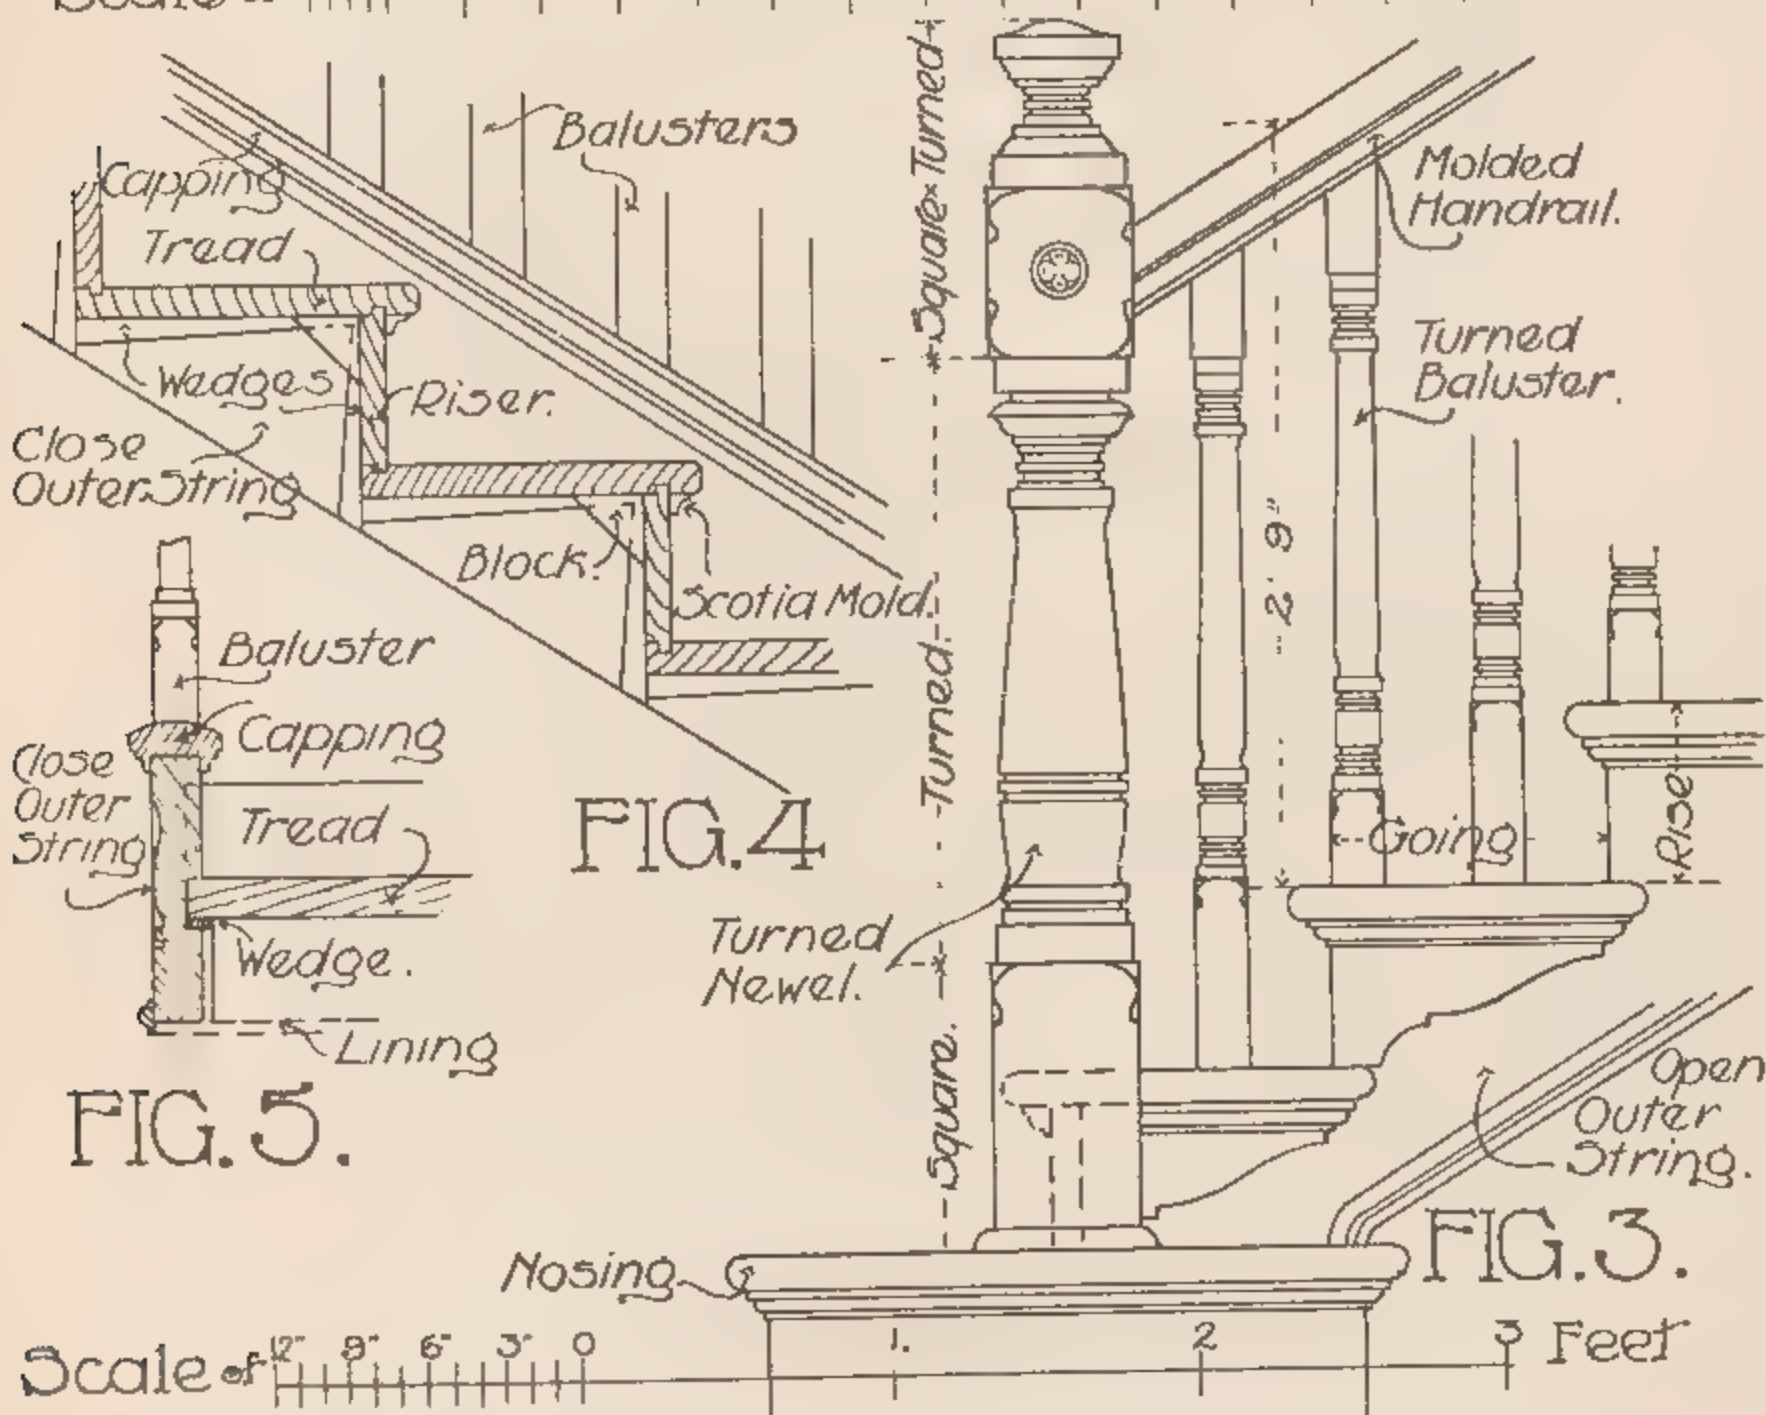 Scale of
Balusters
Capping
Tread
Wedges
Riser.
Close
Outer String
Block.
Scotia Mold.
FIG. 4
Baluster
Capping
Close
Outer
String
Tread
Wedge.
Lining
FIG. 5.
Turned
Square
Turned.
Square.
Molded
Handrail.
Turned
Baluster.
2' 9"
Going
Rise
Turned
Newel.
Open
Outer
String.
Nosing
FIG. 3.
Scale of 12" 9" 6" 3" 0 1. 2 3 Feet